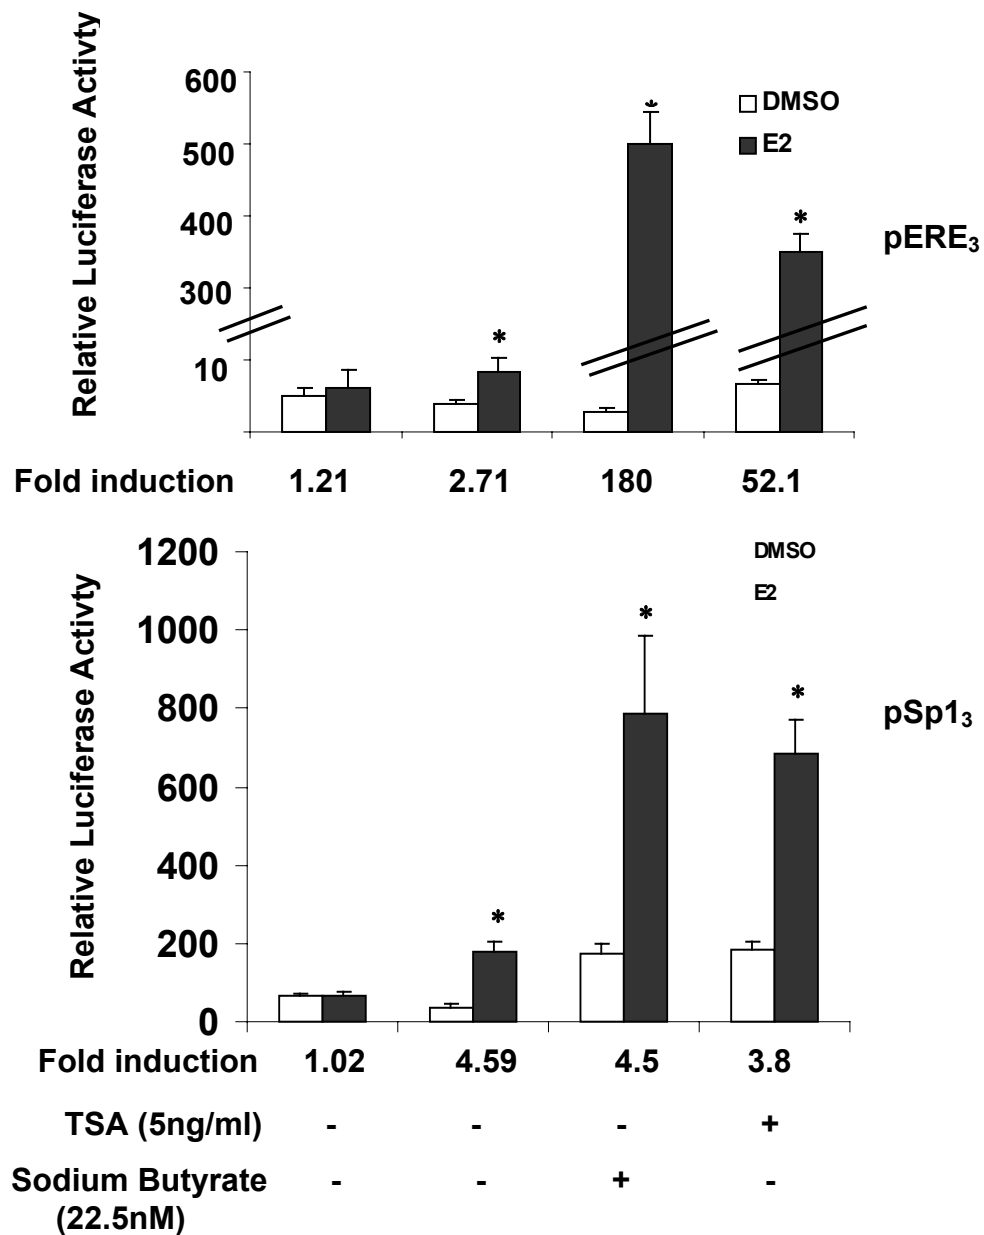 Relative Luciferase Activty
600
500
400
300
10
DMSO
E2
*
*
*
pERE3
Fold induction 1.21 2.71 180 52.1
Relative Luciferase Activty
1200
1000
800
600
400
200
0
DMSO
E2
*
*
*
pSp13
Fold induction 1.02 4.59 4.5 3.8
TSA (5ng/ml) - - - +
Sodium Butyrate - - + -
(22.5nM)